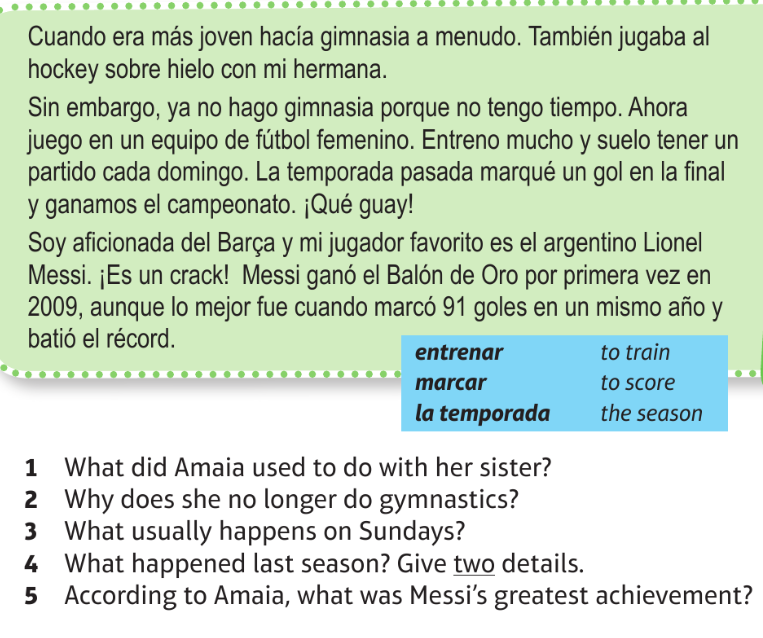 Cuando era más joven hacía gimnasia a menudo. También jugaba al
hockey sobre hielo con mi hermana.
Sin embargo, ya no hago gimnasia porque no tengo tiempo. Ahora
juego en un equipo de fútbol femenino. Entreno mucho y suelo tener un
partido cada domingo. La temporada pasada marqué un gol en la final
y ganamos el campeonato. ¡Qué guay!
Soy aficionada del Barça y mi jugador favorito es el argentino Lionel
Messi. ¡Es un crack! Messi ganó el Balón de Oro por primera vez en
2009, aunque lo mejor fue cuando marcó 91 goles en un mismo año y
batió el récord.
entrenar to train
marcar to score
la temporada the season
1 What did Amaia used to do with her sister?
2 Why does she no longer do gymnastics?
3 What usually happens on Sundays?
4 What happened last season? Give two details.
5 According to Amaia, what was Messi's greatest achievement?